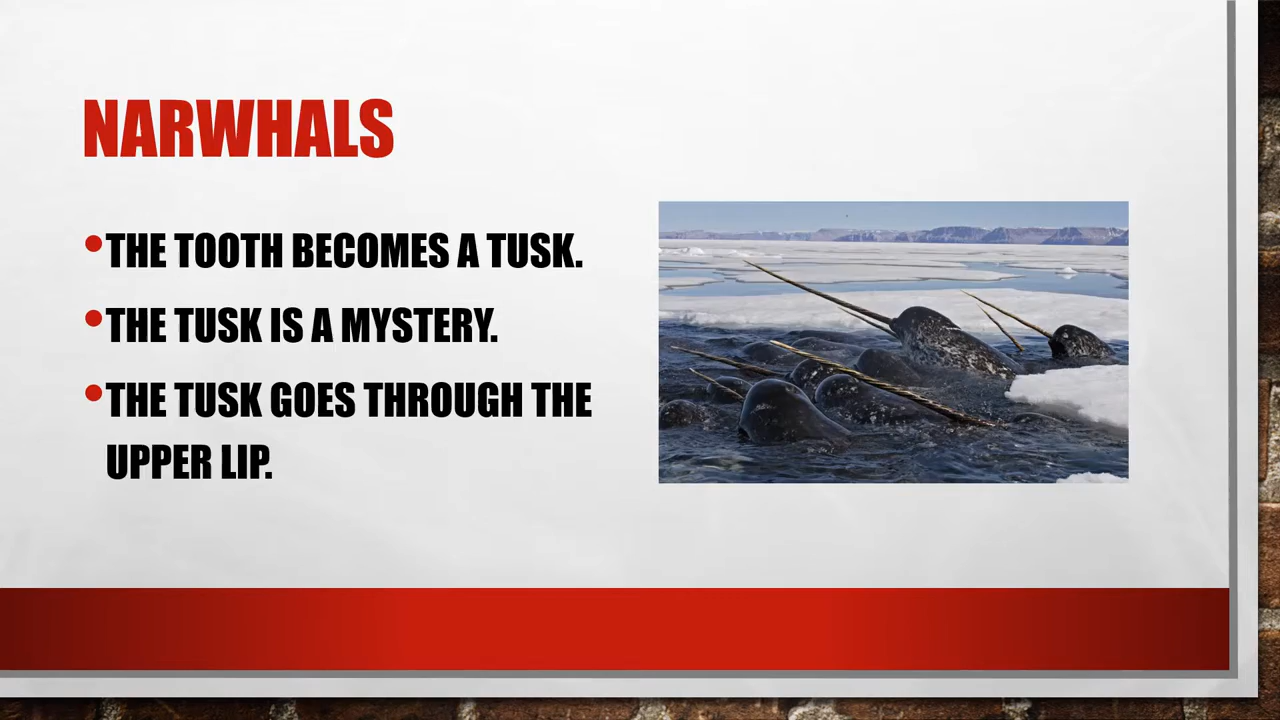 NARWHALS
•THE TOOTH BECOMES A TUSK.
•THE TUSK IS A MYSTERY.
•THE TUSK GOES THROUGH THE
UPPER LIP.